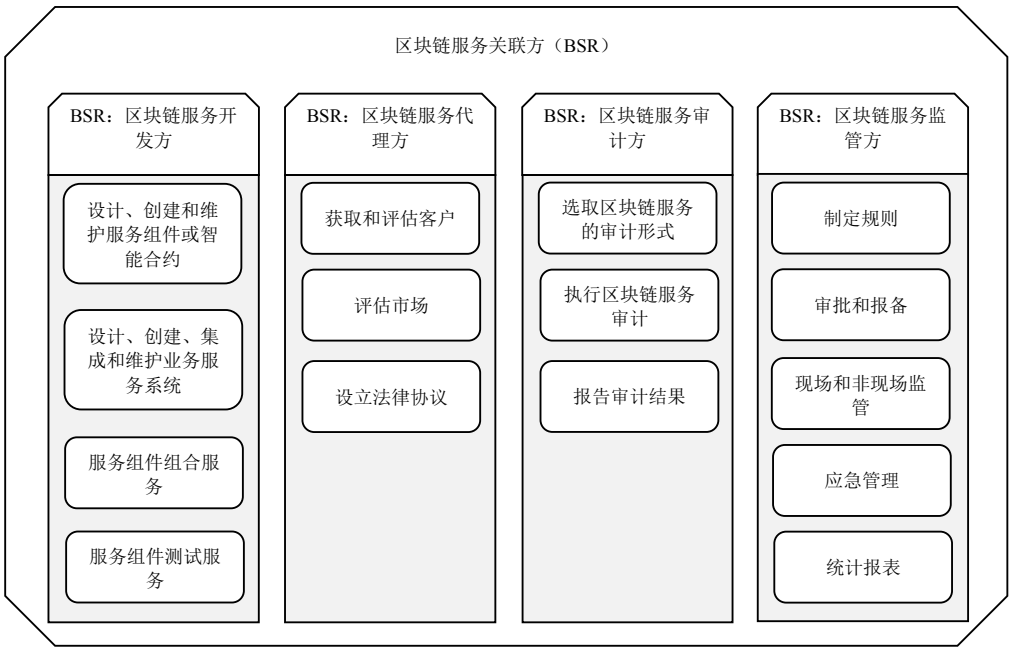 区块链服务关联方（BSR）
BSR：区块链服务开
发方
设计、创建和维
护服务组件或智
能合约
设计、创建、集
成和维护业务服
务系统
服务组件组合服
务
服务组件测试服
务
BSR：区块链服务代
理方
获取和评估客户
评估市场
设立法律协议
BSR：区块链服务审
计方
选取区块链服务
的审计形式
执行区块链服务
审计
报告审计结果
BSR：区块链服务监
管方
制定规则
审批和报备
现场和非现场监
管
应急管理
统计报表